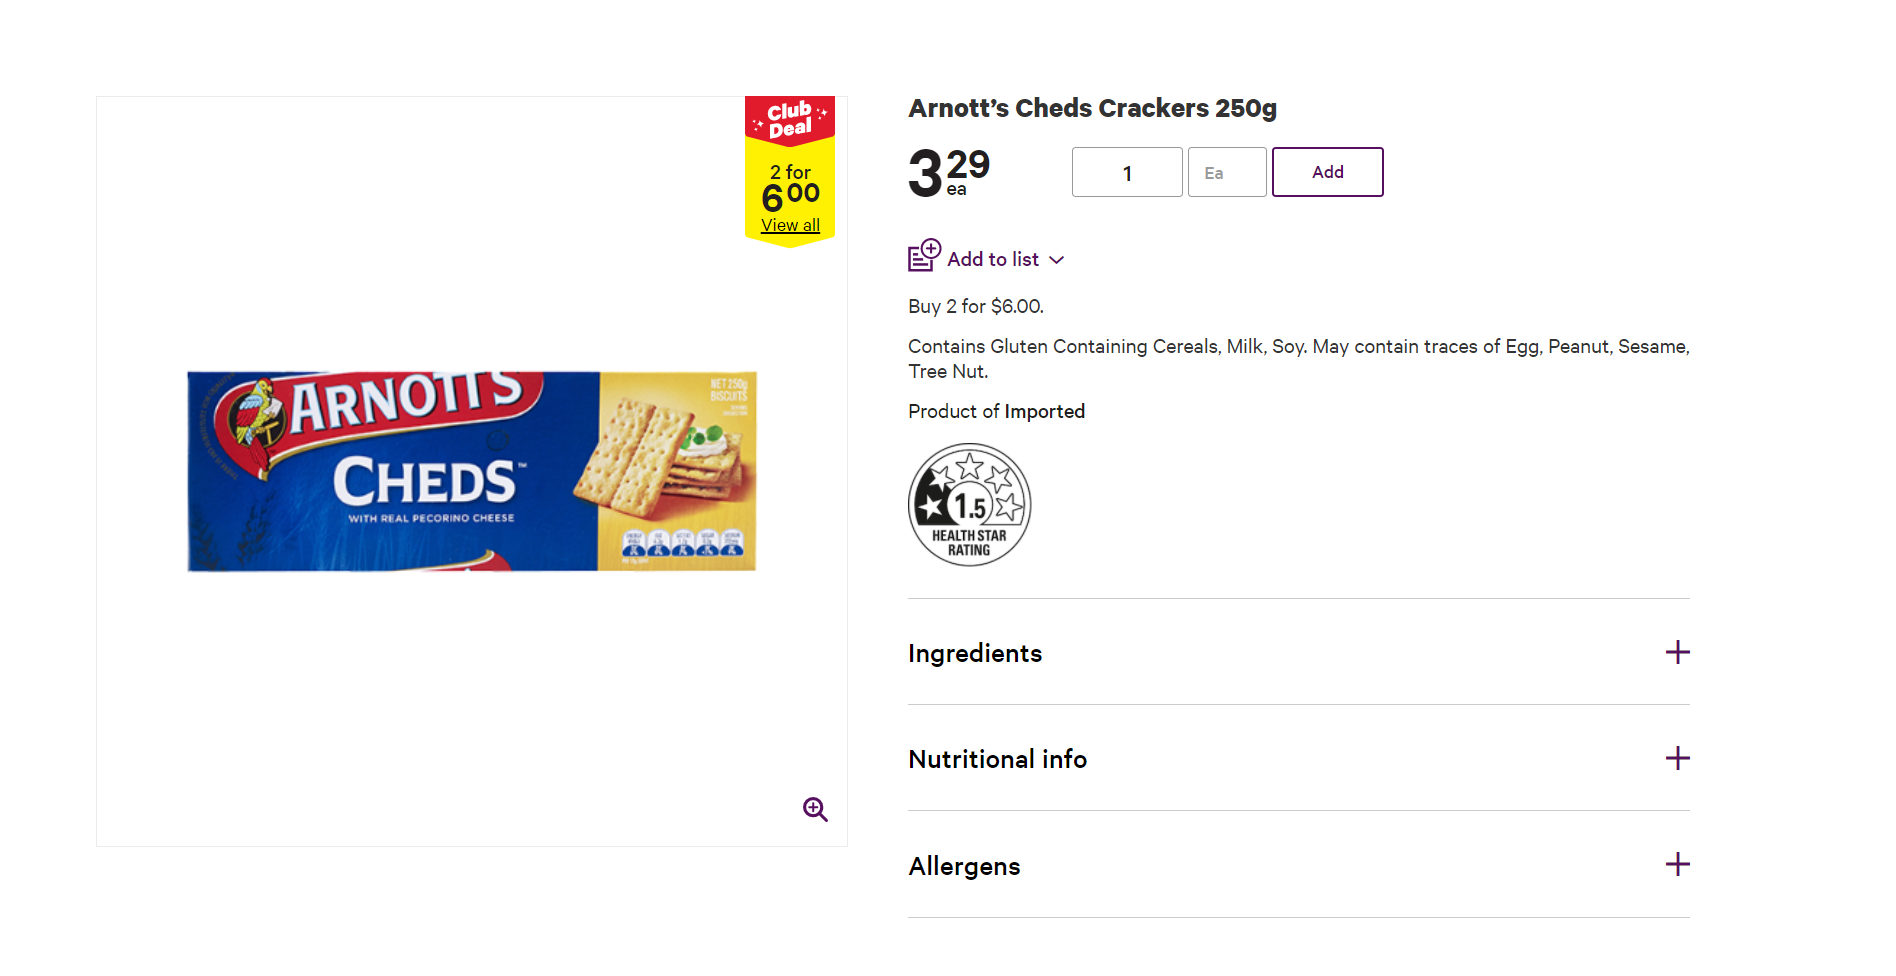 Club
Deal
2 for
6 00
View all
ARNOTT'S
CHEDS™
WITH REAL PECORINO CHEESE
NET 250g
BISCUITS
Arnott’s Cheds Crackers 250g
3 29
ea
1
Ea
Add
Add to list
Buy 2 for $6.00.
Contains Gluten Containing Cereals, Milk, Soy. May contain traces of Egg, Peanut, Sesame,
Tree Nut.
Product of Imported
1.5
HEALTH STAR
RATING
Ingredients
Nutritional info
Allergens